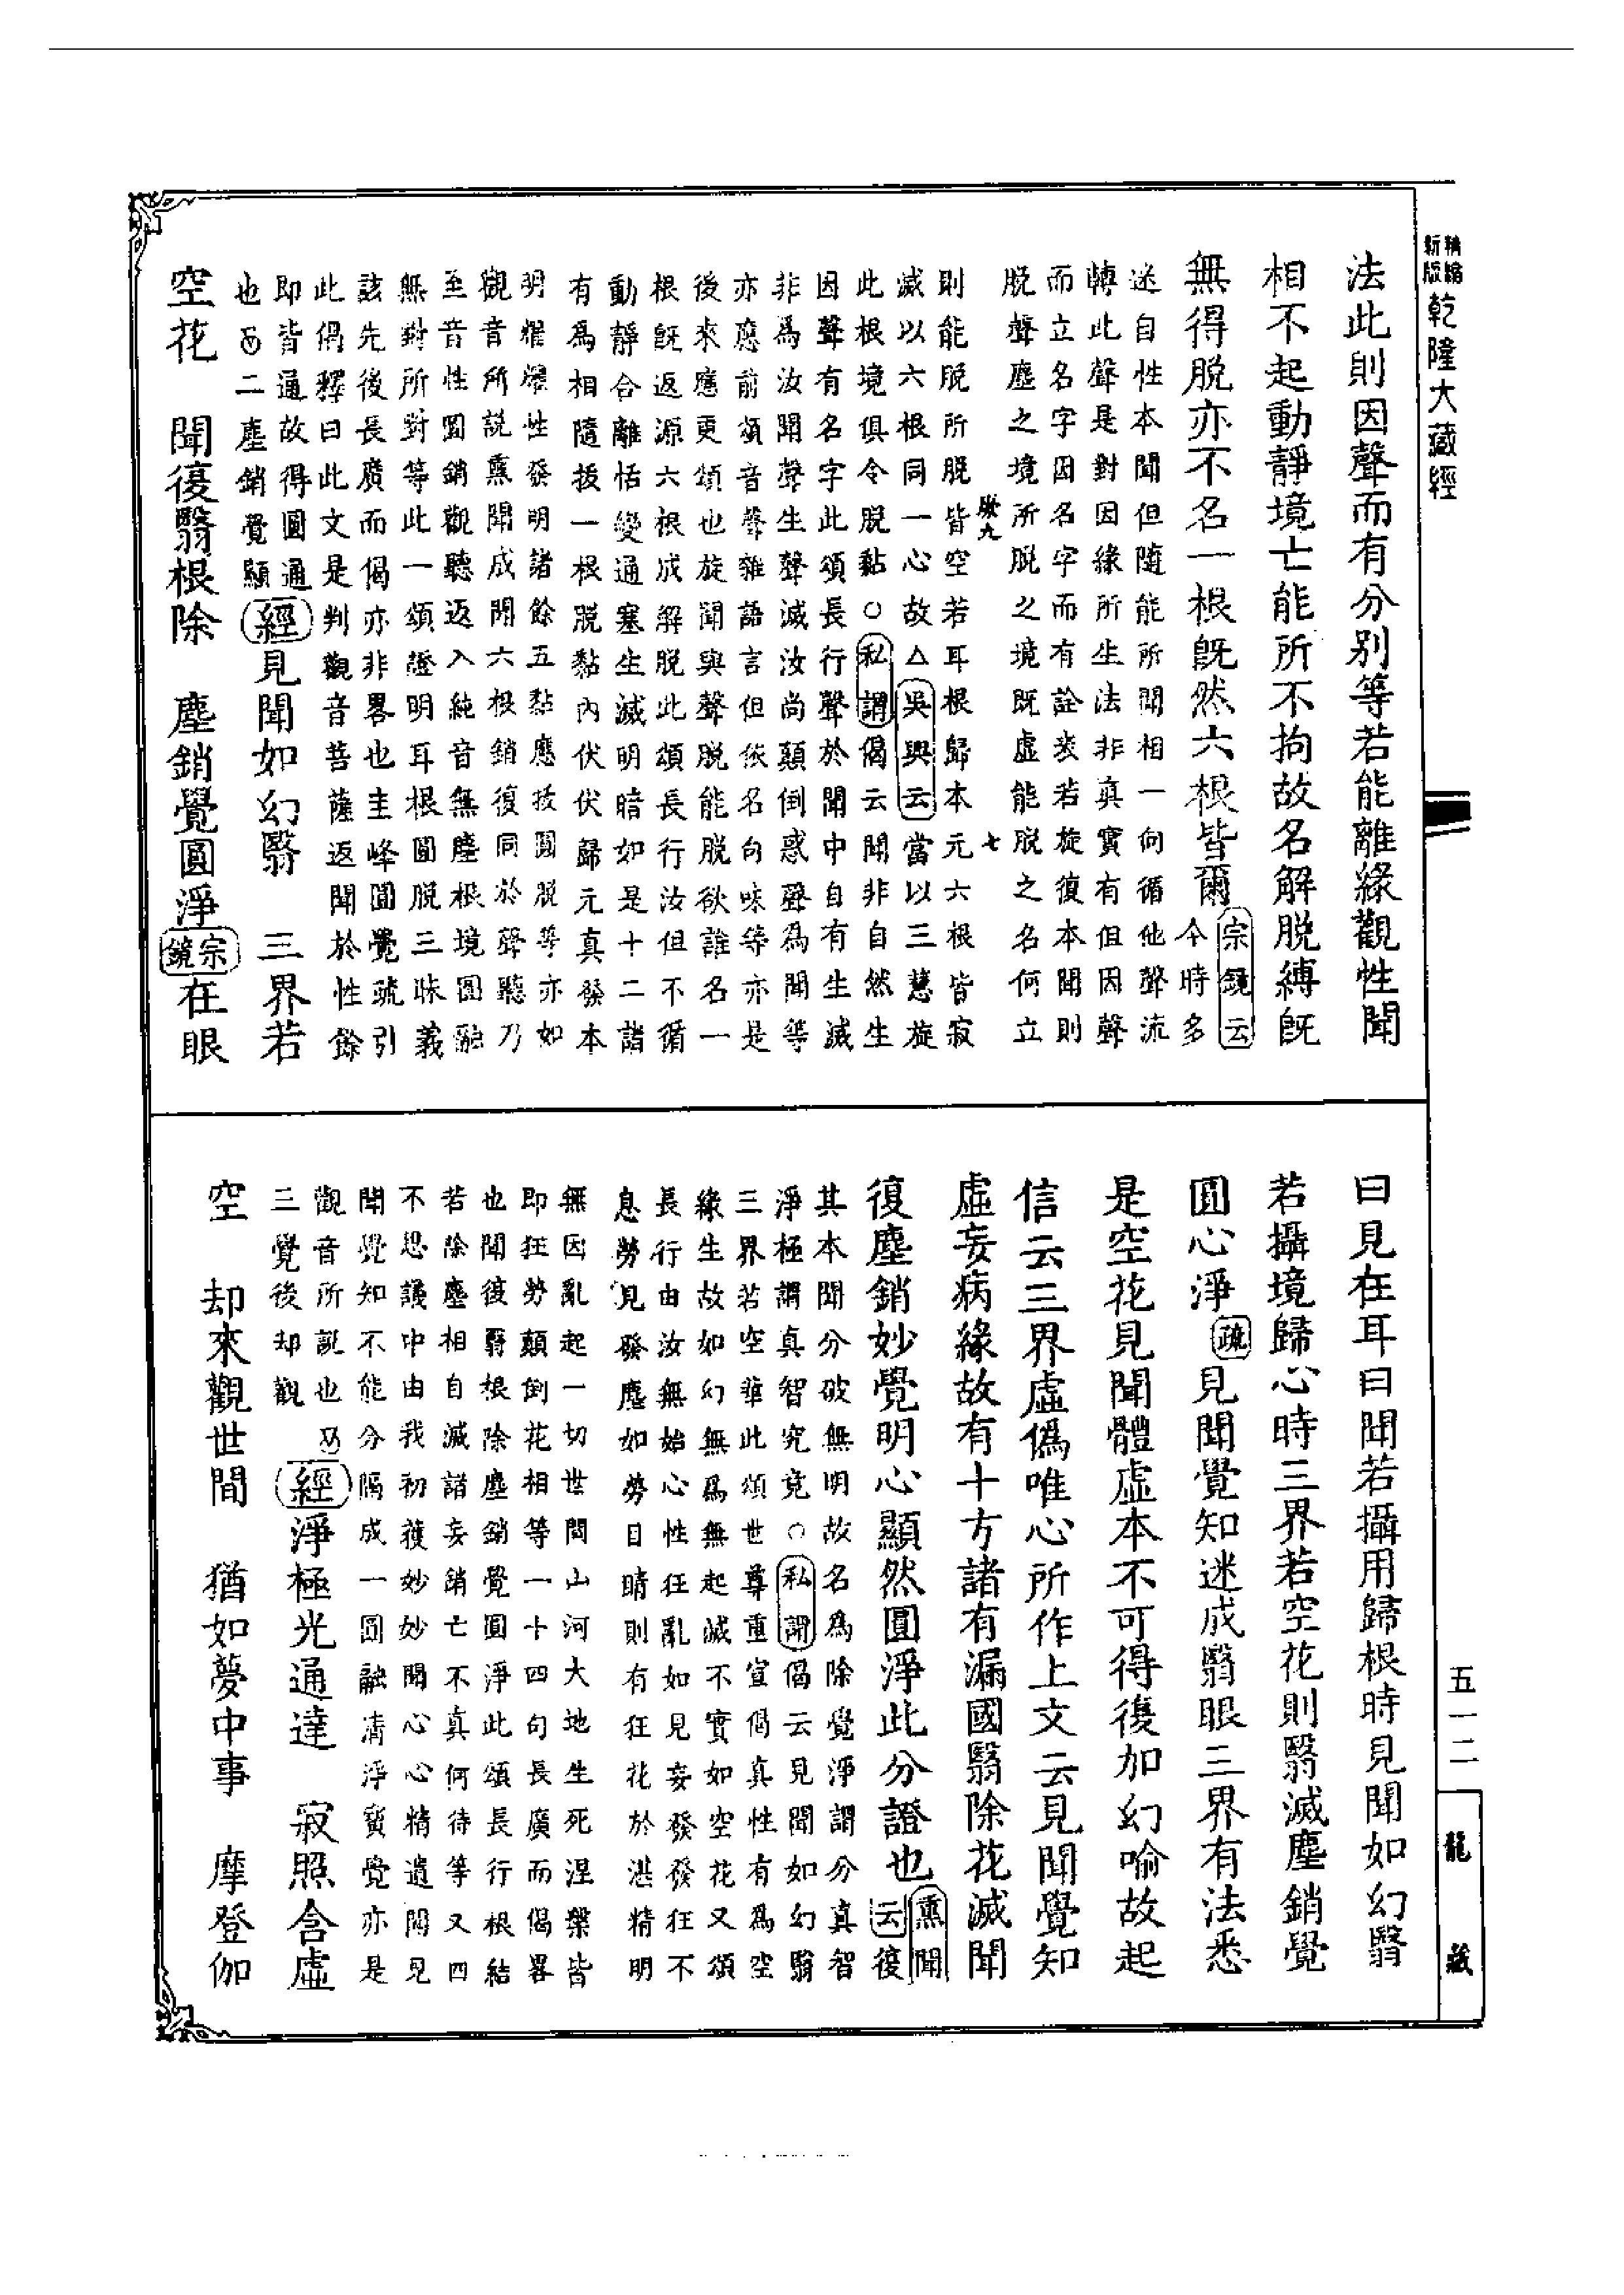 精編新版乾隆大藏經
法此則因聲而有分别等若能離緣觀性聞
相不起動靜境亡能所不拘故名解脱縛旣
無得脱亦不名一根旣然六根皆爾宗鏡云今時多
迷自性本聞但隨能所聞相一向循他聲流
轉此聲是對因緣所生法非真實有但因聲
而立名字因名字而有詮表若旋復本聞則
脱聲塵之境所脱之境既虚能脱之名何立
九 七
則能脱所脱皆空若耳根歸本元六根皆寂
滅以六根同一心故△吳興云當以三慧旋
此根境俱令脱黏○私謂偈云聞非自然生
因聲有名字此頌長行聲於聞中自有生滅
非為汝聞聲生聲滅汝尚顛倒惑聲為聞等
亦應前頌音聲雜語言但依名句味等亦是
後來應更頌也旋聞與聲脱能脱欲誰名一
根旣返源六根成解脱此頌長行汝但不循
動靜合離恬變通塞生滅明暗如是十二諸
有為相隨拔一根脱黏內伏伏歸元真發本
明耀耀性發明諸餘五黏應拔圓脱等亦如
觀音所說熏聞成聞六根銷復同於聲聽乃
至音性圓銷觀聽返入純音無塵根境圓融
無對所對等此一頌證明耳根圓脱三昧義
該先後長廣而偈亦非畧也圭峰圓覺疏引
此偈釋曰此文是判觀音菩薩返聞於性餘
即皆通故得圓通
也二塵銷覺顯經見聞如幻翳 三界若
空花 聞復翳根除 塵銷覺圓淨宗鏡在眼
曰見在耳曰聞若攝用歸根時見聞如幻翳
若攝境歸心時三界若空花則翳滅塵銷覺
圓心淨疏見聞覺知迷成翳眼三界有法悉
是空花見聞體虛本不可得復加幻喻故起
信云三界虛僞唯心所作上文云見聞覺知
虛妄病緣故有十方諸有漏國翳除花滅聞
復塵銷妙覺明心顯然圓淨此分證也熏聞云復
其本聞分破無明故名為除覺淨謂分真智
淨極謂真智究竟○私謂偈云見聞如幻翳
三界若空華此頌世尊重宣偈真性有為空
緣生故如幻無為無起滅不實如空花又頌
長行由汝無始心性狂亂如見妄發發狂不
息勞見發塵如勞目睛則有狂花於湛精明
無因亂起一切世間山河大地生死涅槃皆
即狂勞顛倒花相等一十四句長廣而偈畧
也聞復翳根除塵銷覺圓淨此頌長行根結
若除塵相自滅諸妄銷亡不真何待等又四
不思議中由我初獲妙妙聞心心精遺聞見
聞覺知不能分隔成一圓融清淨寶覺亦是
觀音所說也
三覺後却觀經淨極光通達 寂照含虛
空 却來觀世間 猶如夢中事 摩登伽
五一二
龍藏